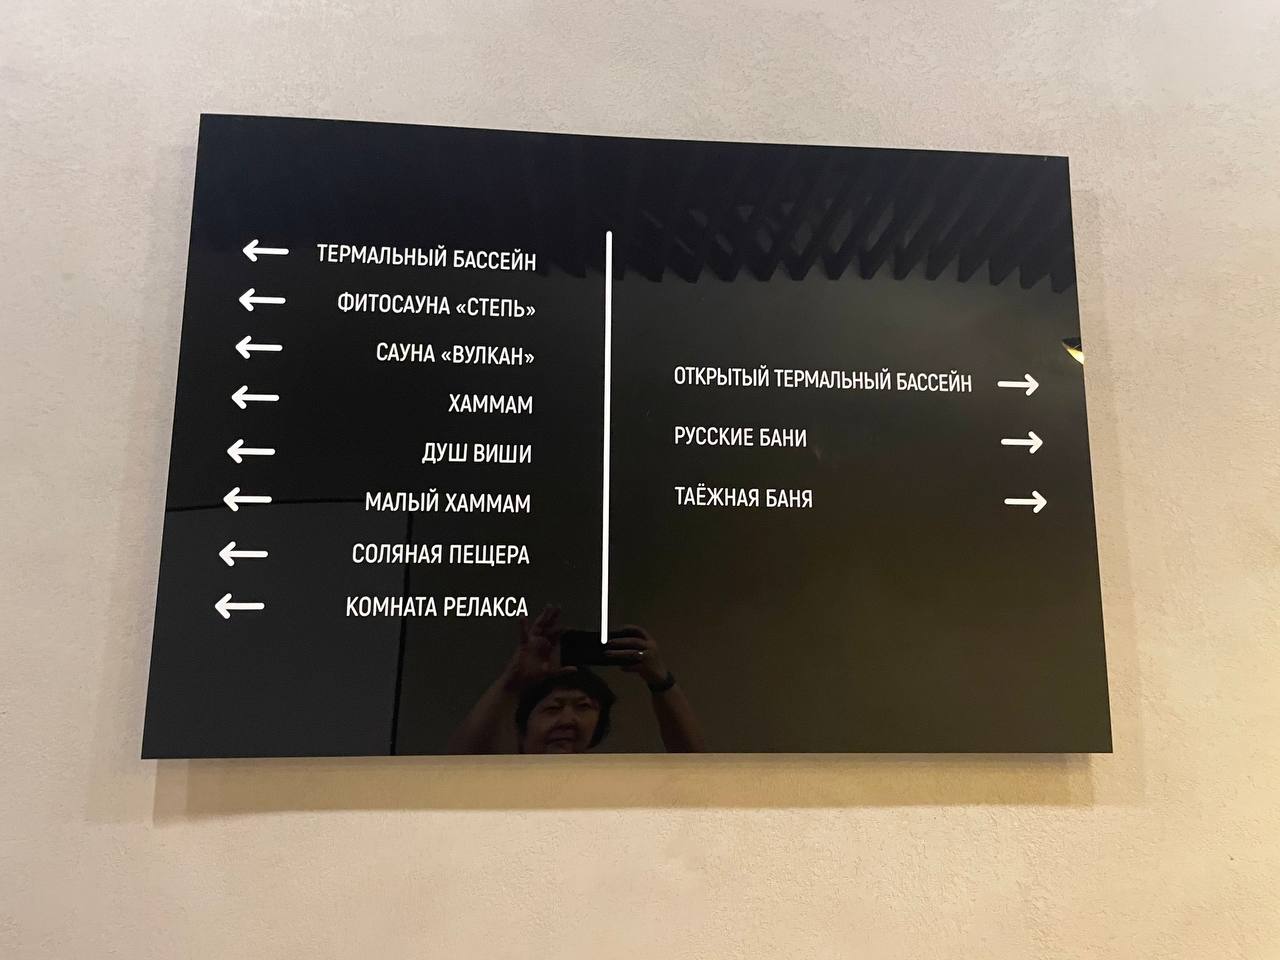 ← ТЕРМАЛЬНЫЙ БАССЕЙН
← ФИТОСАУНА «СТЕПЬ»
← САУНА «ВУЛКАН»
← ХАММАМ
← ДУШ ВИШИ
← МАЛЫЙ ХАММАМ
← СОЛЯНАЯ ПЕЩЕРА
← КОМНАТА РЕЛАКСА
ОТКРЫТЫЙ ТЕРМАЛЬНЫЙ БАССЕЙН →
РУССКИЕ БАНИ →
ТАЁЖНАЯ БАНЯ →